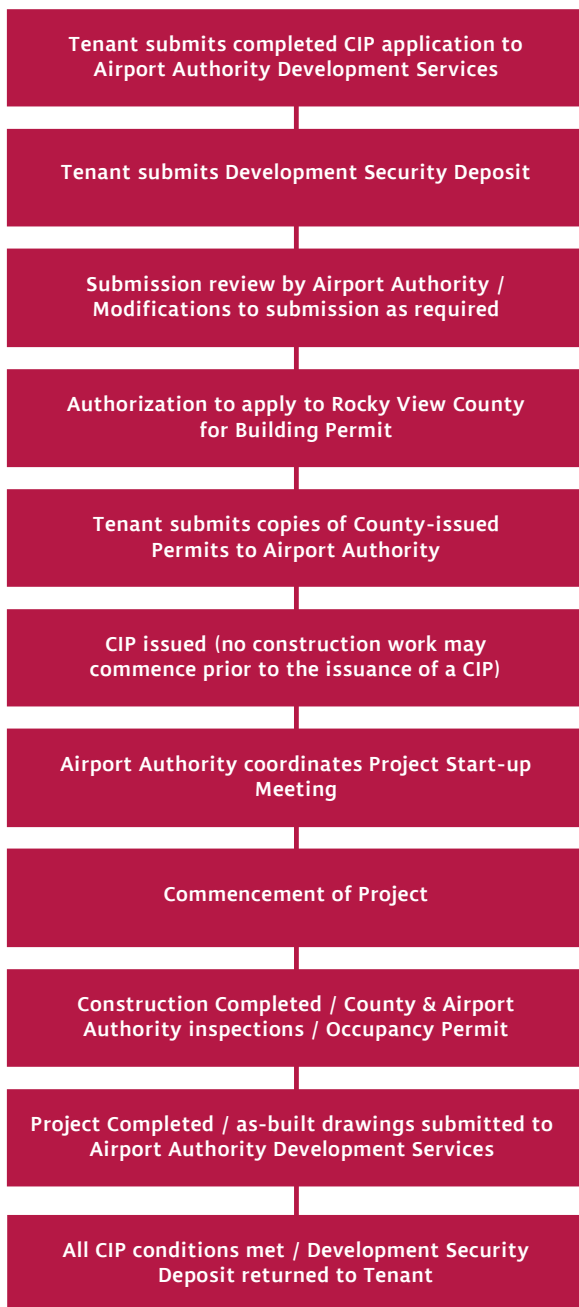 Tenant submits completed CIP application to
Airport Authority Development Services
Tenant submits Development Security Deposit
Submission review by Airport Authority /
Modifications to submission as required
Authorization to apply to Rocky View County
for Building Permit
Tenant submits copies of County-issued
Permits to Airport Authority
CIP issued (no construction work may
commence prior to the issuance of a CIP)
Airport Authority coordinates Project Start-up
Meeting
Commencement of Project
Construction Completed / County & Airport
Authority inspections / Occupancy Permit
Project Completed / as-built drawings submitted to
Airport Authority Development Services
All CIP conditions met / Development Security
Deposit returned to Tenant